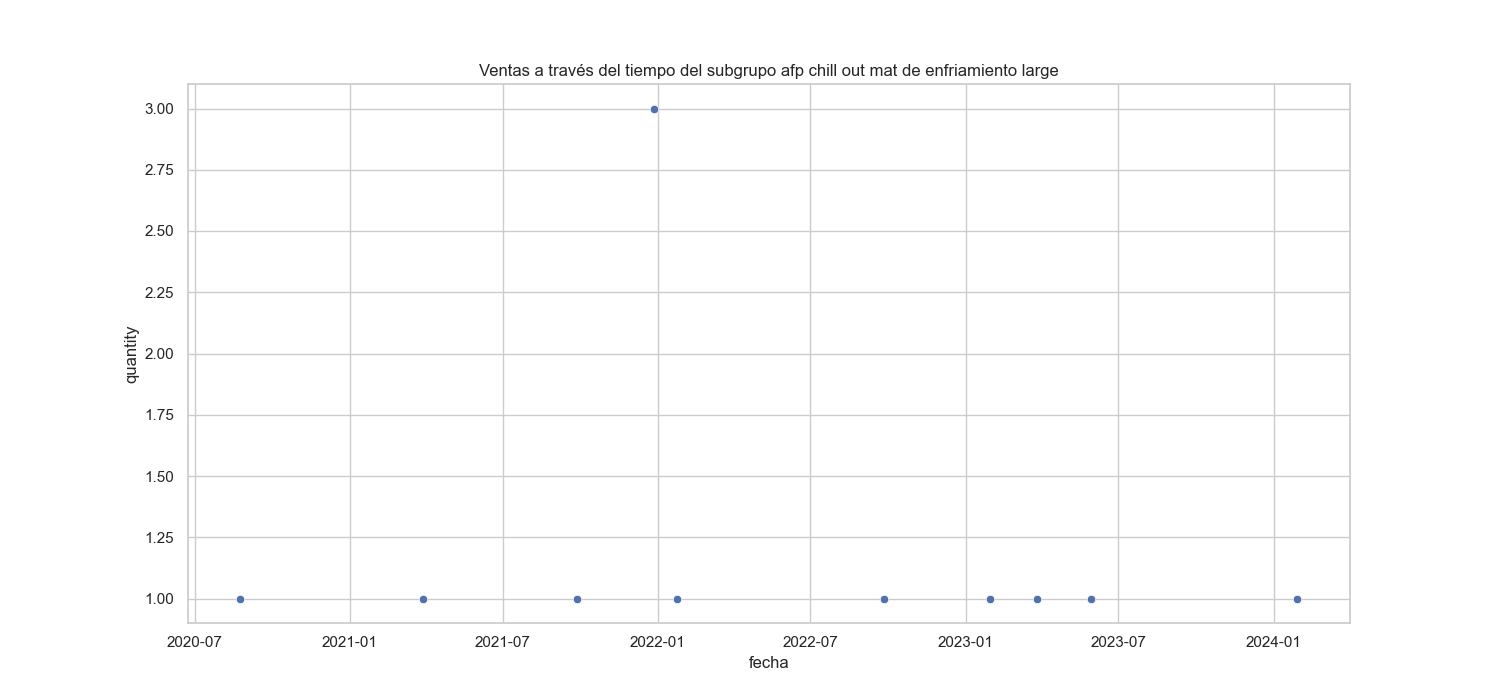 Ventas a través del tiempo del subgrupo afp chill out mat de enfriamiento large
3.00
2.75
2.50
2.25
2.00
1.75
1.50
1.25
1.00
quantity
2020-07 2021-01 2021-07 2022-01 2022-07 2023-01 2023-07 2024-01
fecha